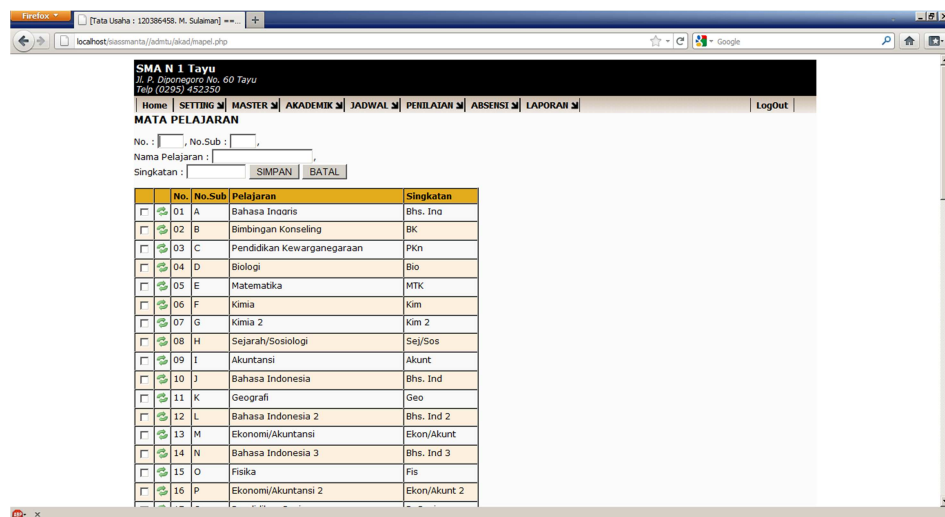 Firefox
[Tata Usaha : 120386458. M. Sulaiman] ==...
localhost/siassmanta//admtu/akad/mapel.php
Google
SMA N 1 Tayu
Jl. P. Diponegoro No. 60 Tayu
Telp (0295) 452350
Home SETTING MASTER AKADEMIK JADWAL PENILAIAN ABSENSI LAPORAN LogOut
MATA PELAJARAN
No. : , No.Sub : ,
Nama Pelajaran : ,
Singkatan : SIMPAN BATAL
No. No.Sub Pelajaran Singkatan
01 A Bahasa Inggris Bhs. Ing
02 B Bimbingan Konseling BK
03 C Pendidikan Kewarganegaraan PKn
04 D Biologi Bio
05 E Matematika MTK
06 F Kimia Kim
07 G Kimia 2 Kim 2
08 H Sejarah/Sosiologi Sej/Sos
09 I Akuntansi Akunt
10 J Bahasa Indonesia Bhs. Ind
11 K Geografi Geo
12 L Bahasa Indonesia 2 Bhs. Ind 2
13 M Ekonomi/Akuntansi Ekon/Akunt
14 N Bahasa Indonesia 3 Bhs. Ind 3
15 O Fisika Fis
16 P Ekonomi/Akuntansi 2 Ekon/Akunt 2
ABP